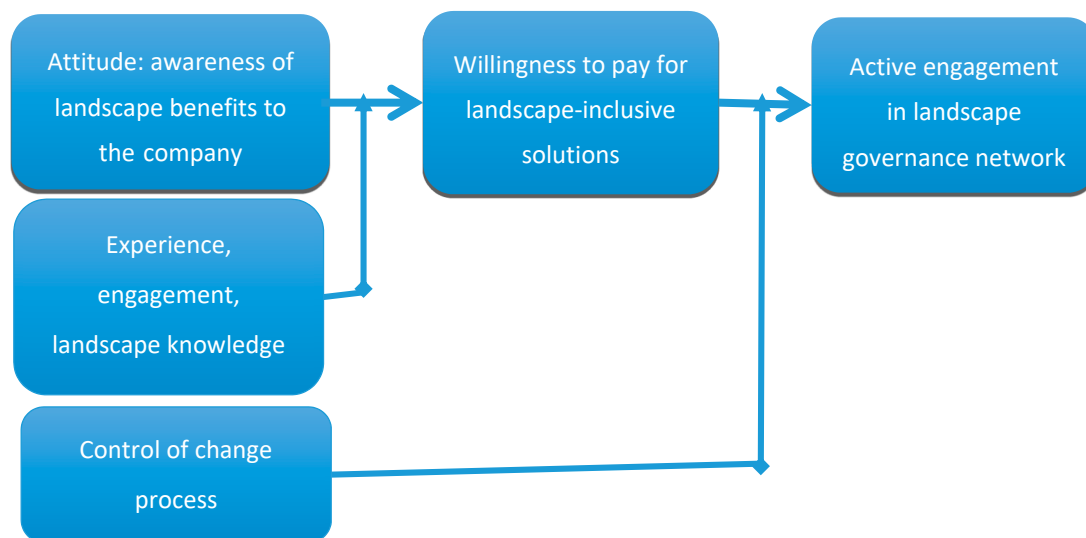 Attitude: awareness of
landscape benefits to
the company
Willingness to pay for
landscape-inclusive
solutions
Active engagement
in landscape
governance network
Experience,
engagement,
landscape knowledge
Control of change
process